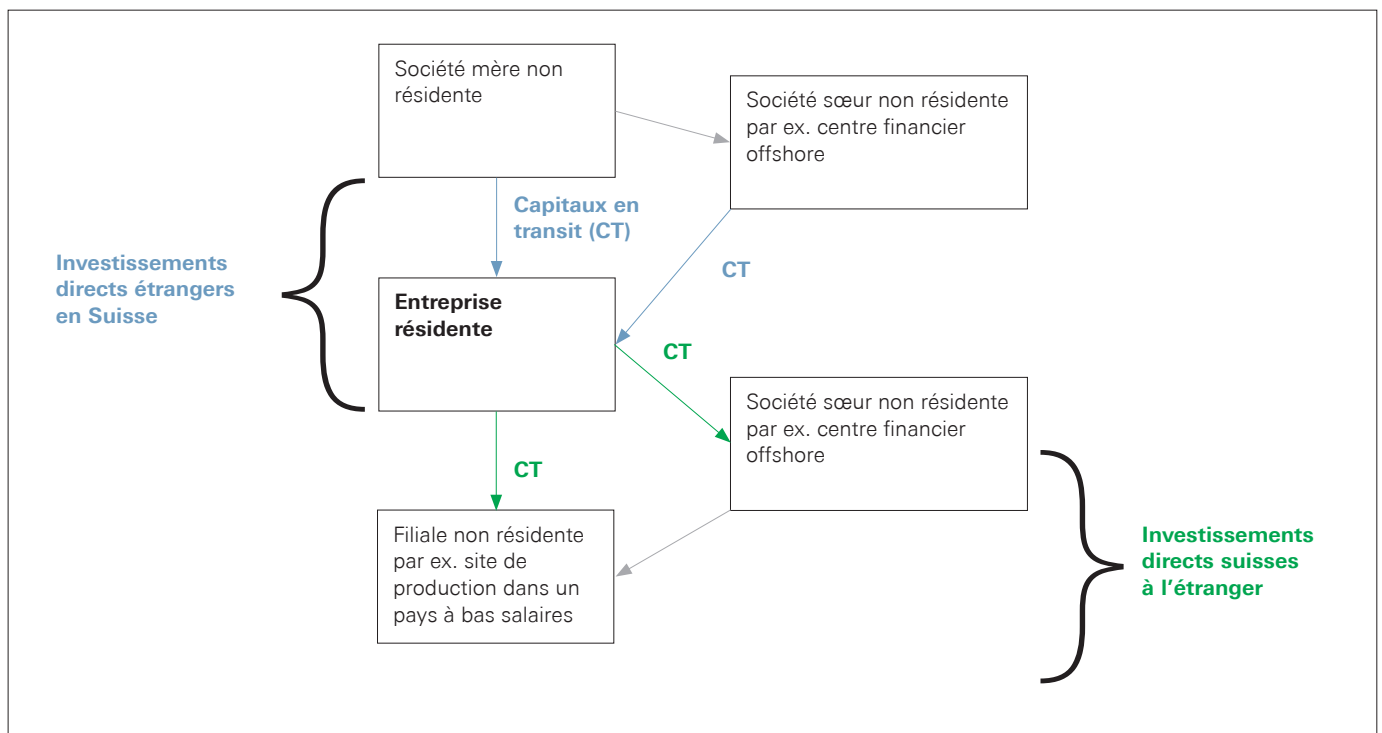 Société mère non
résidente
Société sœur non résidente
par ex. centre financier
offshore
Capitaux en
transit (CT)
Investissements
directs étrangers
en Suisse
CT
Entreprise
résidente
CT
Société sœur non résidente
par ex. centre financier
offshore
CT
Filiale non résidente
par ex. site de
production dans un
pays à bas salaires
Investissements
directs suisses
à l’étranger